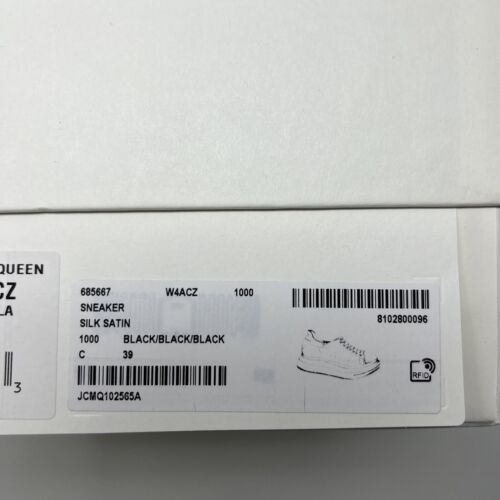 QUEEN
CZ
LA
3
685667 W4ACZ 1000
SNEAKER
SILK SATIN
1000 BLACK/BLACK/BLACK
C 39
JCMQ102565A
8102800096
RFID